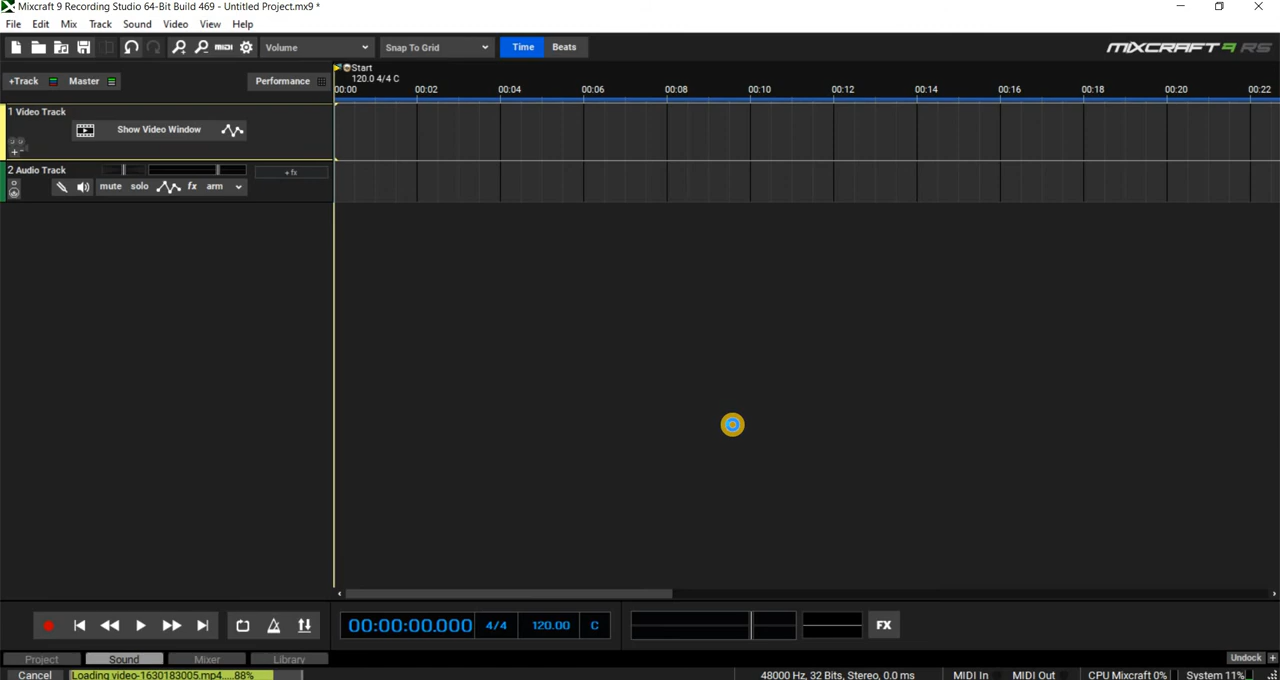 Mixcraft 9 Recording Studio 64-Bit Build 469 - Untitled Project.mx9 *
File Edit Mix Track Sound Video View Help
MIDI Volume Snap To Grid Time Beats MIXCRAFT 9 RS
Start
120.0 4/4 C
+Track Master Performance
00:00 00:02 00:04 00:06 00:08 00:10 00:12 00:14 00:16 00:18 00:20 00:22
1 Video Track
Show Video Window
2 Audio Track
+fx
mute solo fx arm
00:00:00.000 4/4 120.00 C FX
Project Sound Mixer Library Undock +
Cancel Loading video-1630183005.mp4....88% 48000 Hz, 32 Bits, Stereo, 0.0 ms MIDI In MIDI Out CPU Mixcraft 0% System 11%